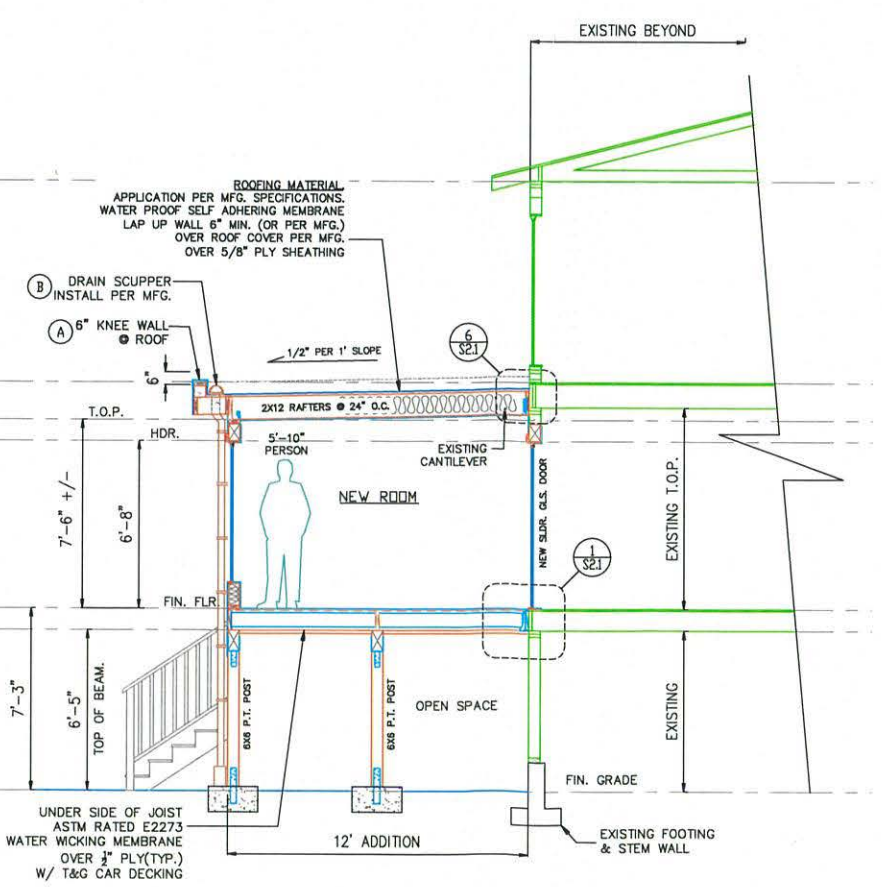 EXISTING BEYOND
ROOFING MATERIAL.
APPLICATION PER MFG. SPECIFICATIONS.
WATER PROOF SELF ADHERING MEMBRANE
LAP UP WALL 6" MIN. (OR PER MFG.)
OVER ROOF COVER PER MFG.
OVER 5/8" PLY SHEATHING
B
DRAIN SCUPPER
INSTALL PER MFG.
A
6" KNEE WALL
@ ROOF
6"
1/2" PER 1' SLOPE
6
S2.1
2X12 RAFTERS @ 24" O.C.
T.O.P.
HDR.
5'-10"
PERSON
EXISTING
CANTILEVER
NEW ROOM
7'-6" +/-
6'-8"
NEW SLDR. GLS. DOOR
EXISTING T.O.P.
1
S2.1
FIN. FLR.
7'-3"
6'-5"
TOP OF BEAM.
6X6 P.T. POST
6X6 P.T. POST
OPEN SPACE
EXISTING
FIN. GRADE
UNDER SIDE OF JOIST
ASTM RATED E2273
WATER WICKING MEMBRANE
OVER ½" PLY(TYP.)
W/ T&G CAR DECKING
12' ADDITION
EXISTING FOOTING
& STEM WALL